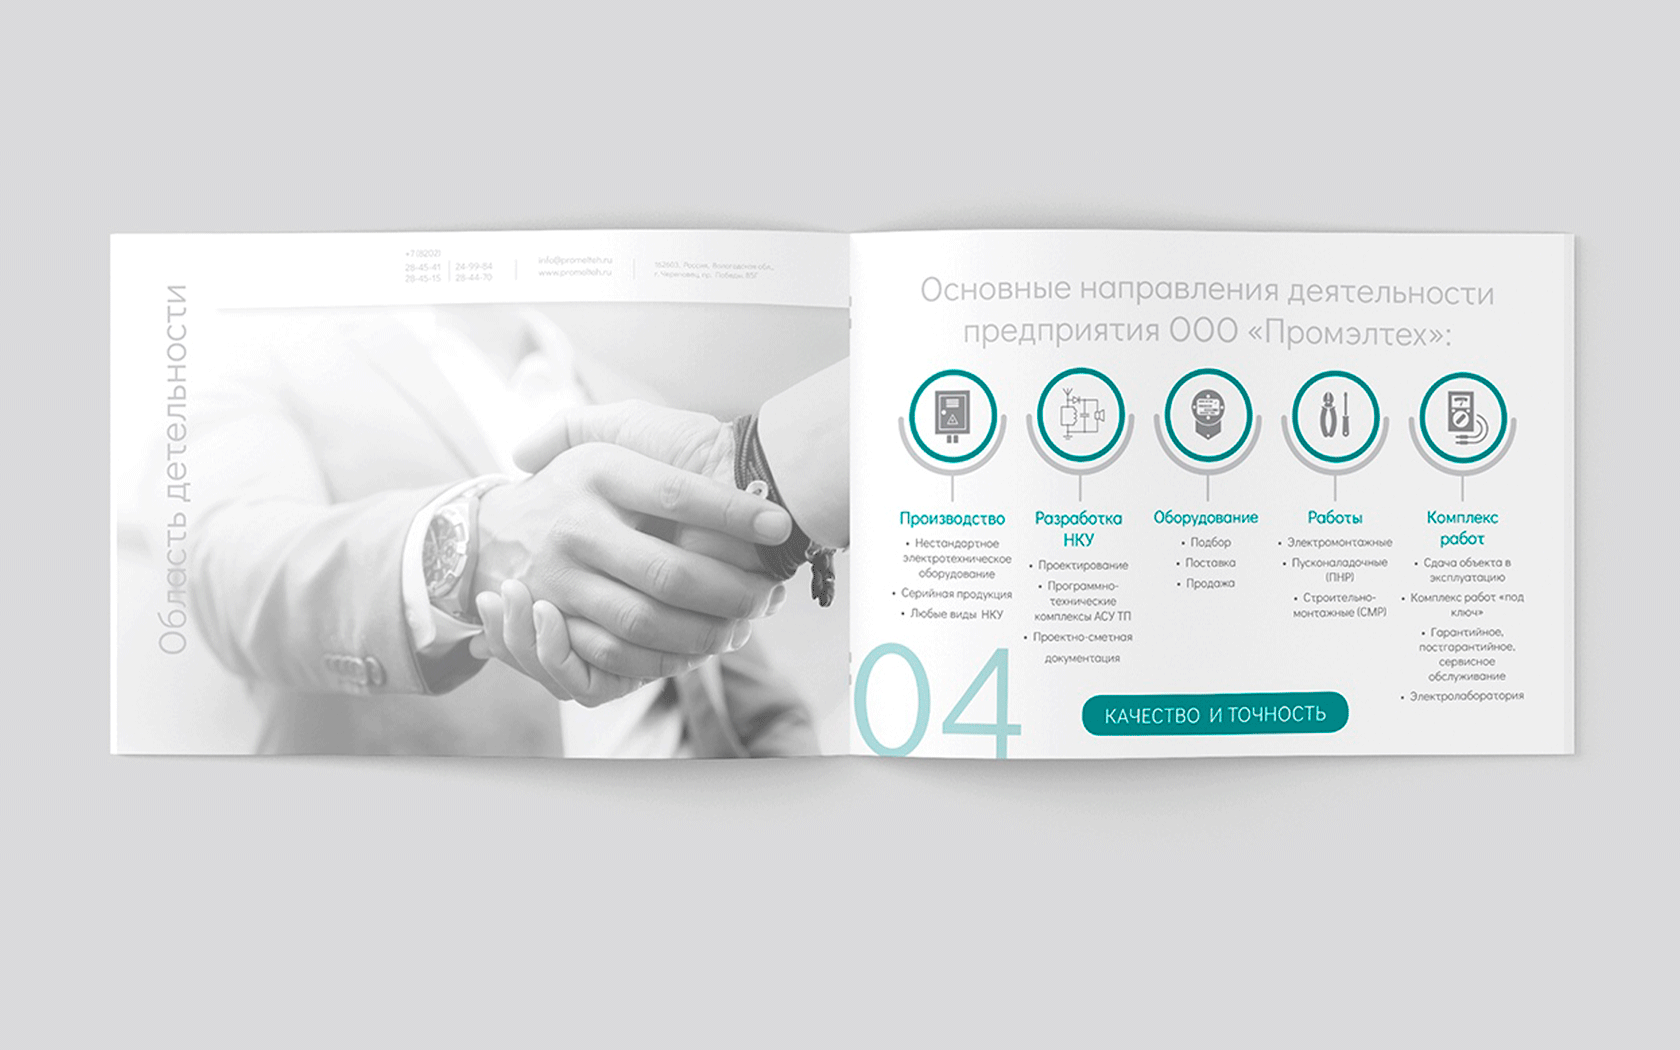 Область детельности
+7 (8202)
28-45-41
28-45-15
24-99-84
28-44-70
info@promelteh.ru
www.promelteh.ru
162603, Россия, Вологодская обл.,
г. Череповец, пр. Победы, 85Г
Основные направления деятельности
предприятия ООО «Промэлтех»:
Производство
• Нестандартное
электротехническое
оборудование
• Серийная продукция
• Любые виды НКУ
Разработка
НКУ
• Проектирование
• Программно-
технические
комплексы АСУ ТП
• Проектно-сметная
документация
Оборудование
• Подбор
• Поставка
• Продажа
Работы
• Электромонтажные
• Пусконаладочные
(ПНР)
• Строительно-
монтажные (СМР)
Комплекс
работ
• Сдача объекта в
эксплуатацию
• Комплекс работ «под
ключ»
• Гарантийное,
постгарантийное,
сервисное
обслуживание
• Электролаборатория
04
КАЧЕСТВО И ТОЧНОСТЬ